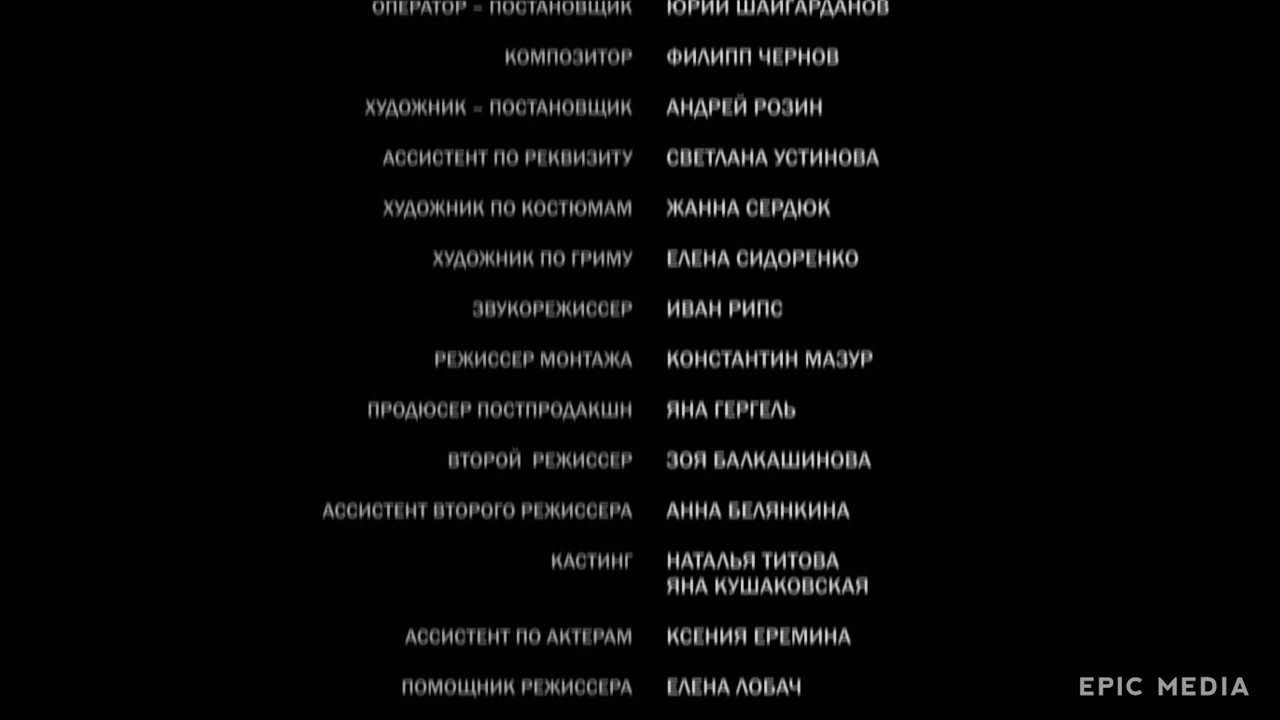 ОПЕРАТОР - ПОСТАНОВЩИК ЮРИЙ ШАЙГАРДАНОВ
КОМПОЗИТОР ФИЛИПП ЧЕРНОВ
ХУДОЖНИК - ПОСТАНОВЩИК АНДРЕЙ РОЗИН
АССИСТЕНТ ПО РЕКВИЗИТУ СВЕТЛАНА УСТИНОВА
ХУДОЖНИК ПО КОСТЮМАМ ЖАННА СЕРДЮК
ХУДОЖНИК ПО ГРИМУ ЕЛЕНА СИДОРЕНКО
ЗВУКОРЕЖИССЕР ИВАН РИПС
РЕЖИССЕР МОНТАЖА КОНСТАНТИН МАЗУР
ПРОДЮСЕР ПОСТПРОДАКШН ЯНА ГЕРГЕЛЬ
ВТОРОЙ РЕЖИССЕР ЗОЯ БАЛКАШИНОВА
АССИСТЕНТ ВТОРОГО РЕЖИССЕРА АННА БЕЛЯНКИНА
КАСТИНГ НАТАЛЬЯ ТИТОВА
ЯНА КУШАКОВСКАЯ
АССИСТЕНТ ПО АКТЕРАМ КСЕНИЯ ЕРЕМИНА
ПОМОЩНИК РЕЖИССЕРА ЕЛЕНА ЛОБАЧ
EPIC MEDIA